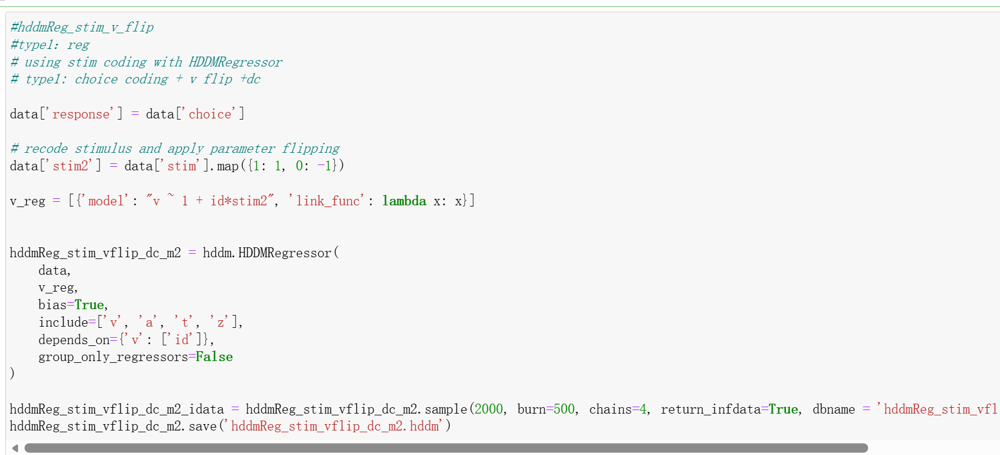 #hddmReg_stim_v_flip
#type1: reg
# using stim coding with HDDMRegressor
# type1: choice coding + v flip +dc
data['response'] = data['choice']
# recode stimulus and apply parameter flipping
data['stim2'] = data['stim'].map({1: 1, 0: -1})
v_reg = [{'model': "v ~ 1 + id*stim2", 'link_func': lambda x: x}]
hddmReg_stim_vflip_dc_m2 = hddm.HDDMRegressor(
data,
v_reg,
bias=True,
include=['v', 'a', 't', 'z'],
depends_on={'v': ['id']},
group_only_regressors=False
)
hddmReg_stim_vflip_dc_m2_idata = hddmReg_stim_vflip_dc_m2.sample(2000, burn=500, chains=4, return_infdata=True, dbname = 'hddmReg_stim_vfl
hddmReg_stim_vflip_dc_m2.save('hddmReg_stim_vflip_dc_m2.hddm')